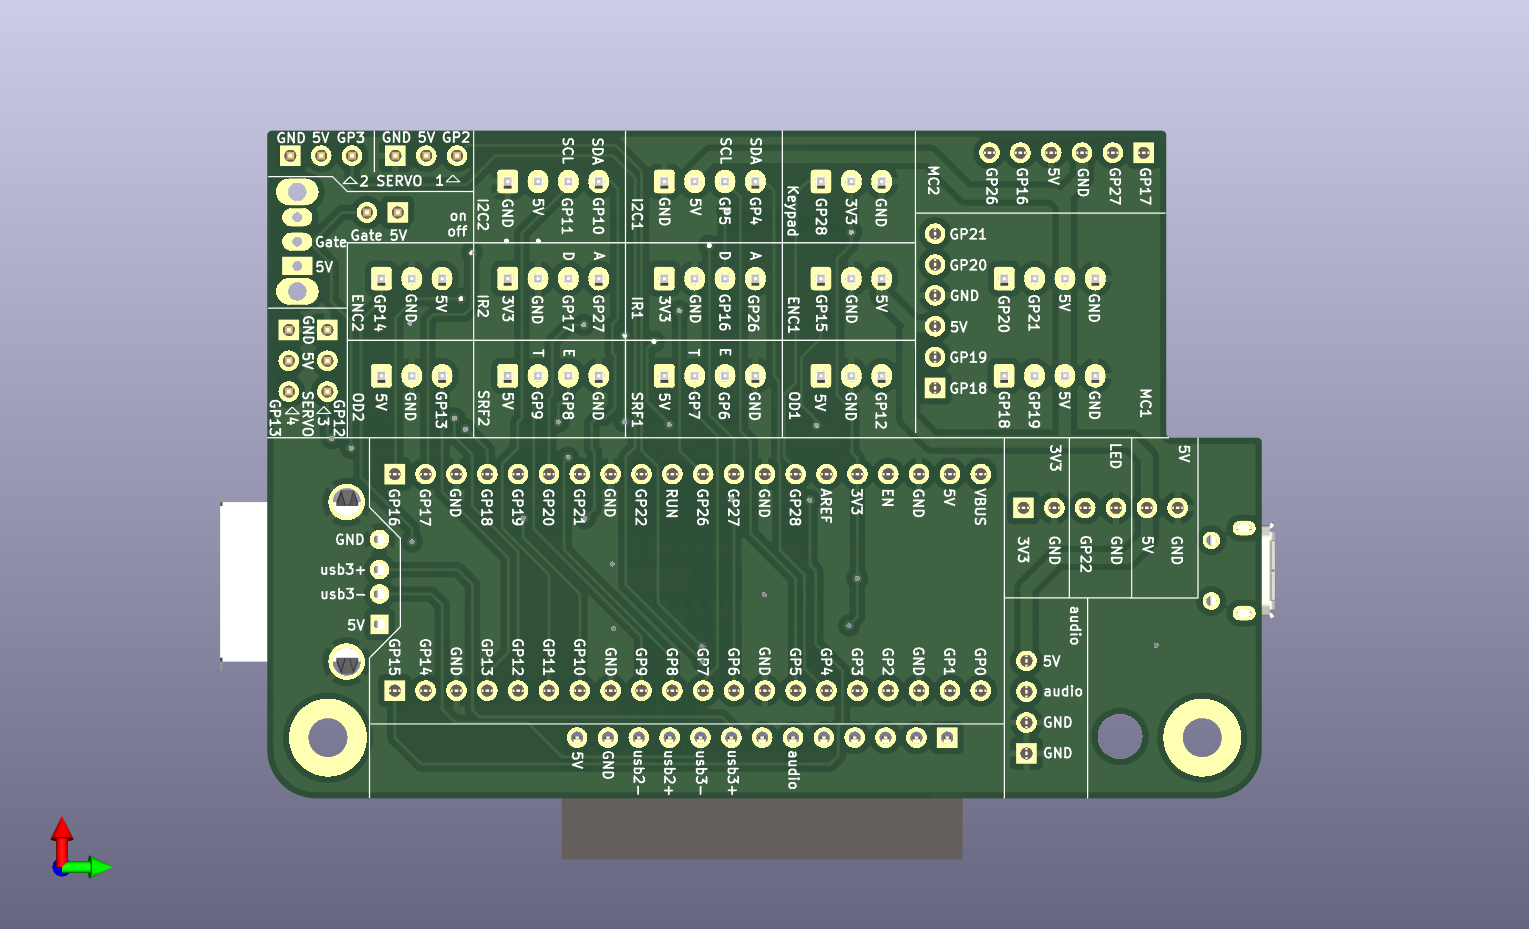 GND 5V GP3 GND 5V GP2
2 SERVO 1
on
off
Gate 5V
Gate
5V
SCL SDA
GND 5V GP11 GP10
I2C2
SCL SDA
GND 5V GP5 GP4
I2C1
Keypad
GP28 3V3 GND
MC2
GP26 GP16 5V GND GP27 GP17
ENC2
GP14 GND 5V
D A
IR2
3V3 GND GP17 GP27
D A
IR1
3V3 GND GP16 GP26
ENC1
GP15 GND 5V
GP21
GP20
GND
5V
GP19
GP18
GP20 GP21 5V GND
GP18 GP19 5V GND
MC1
GND
5V
SERVO
GP13 4 3 GP12
OD2
5V GND GP13
T E
SRF2
5V GP9 GP8 GND
T E
SRF1
5V GP7 GP6 GND
OD1
5V GND GP12
GP16 GP17 GND GP18 GP19 GP20 GP21 GND GP22 RUN GP26 GP27 GND GP28 AREF 3V3 EN GND 5V VBUS
3V3 LED 5V
3V3 GND GP22 GND 5V GND
GND
usb3+
usb3-
5V
GP15 GP14 GND GP13 GP12 GP11 GP10 GND GP9 GP8 GP7 GP6 GND GP5 GP4 GP3 GP2 GND GP1 GP0
audio
5V
audio
GND
GND
5V GND usb2- usb2+ usb3- usb3+ audio